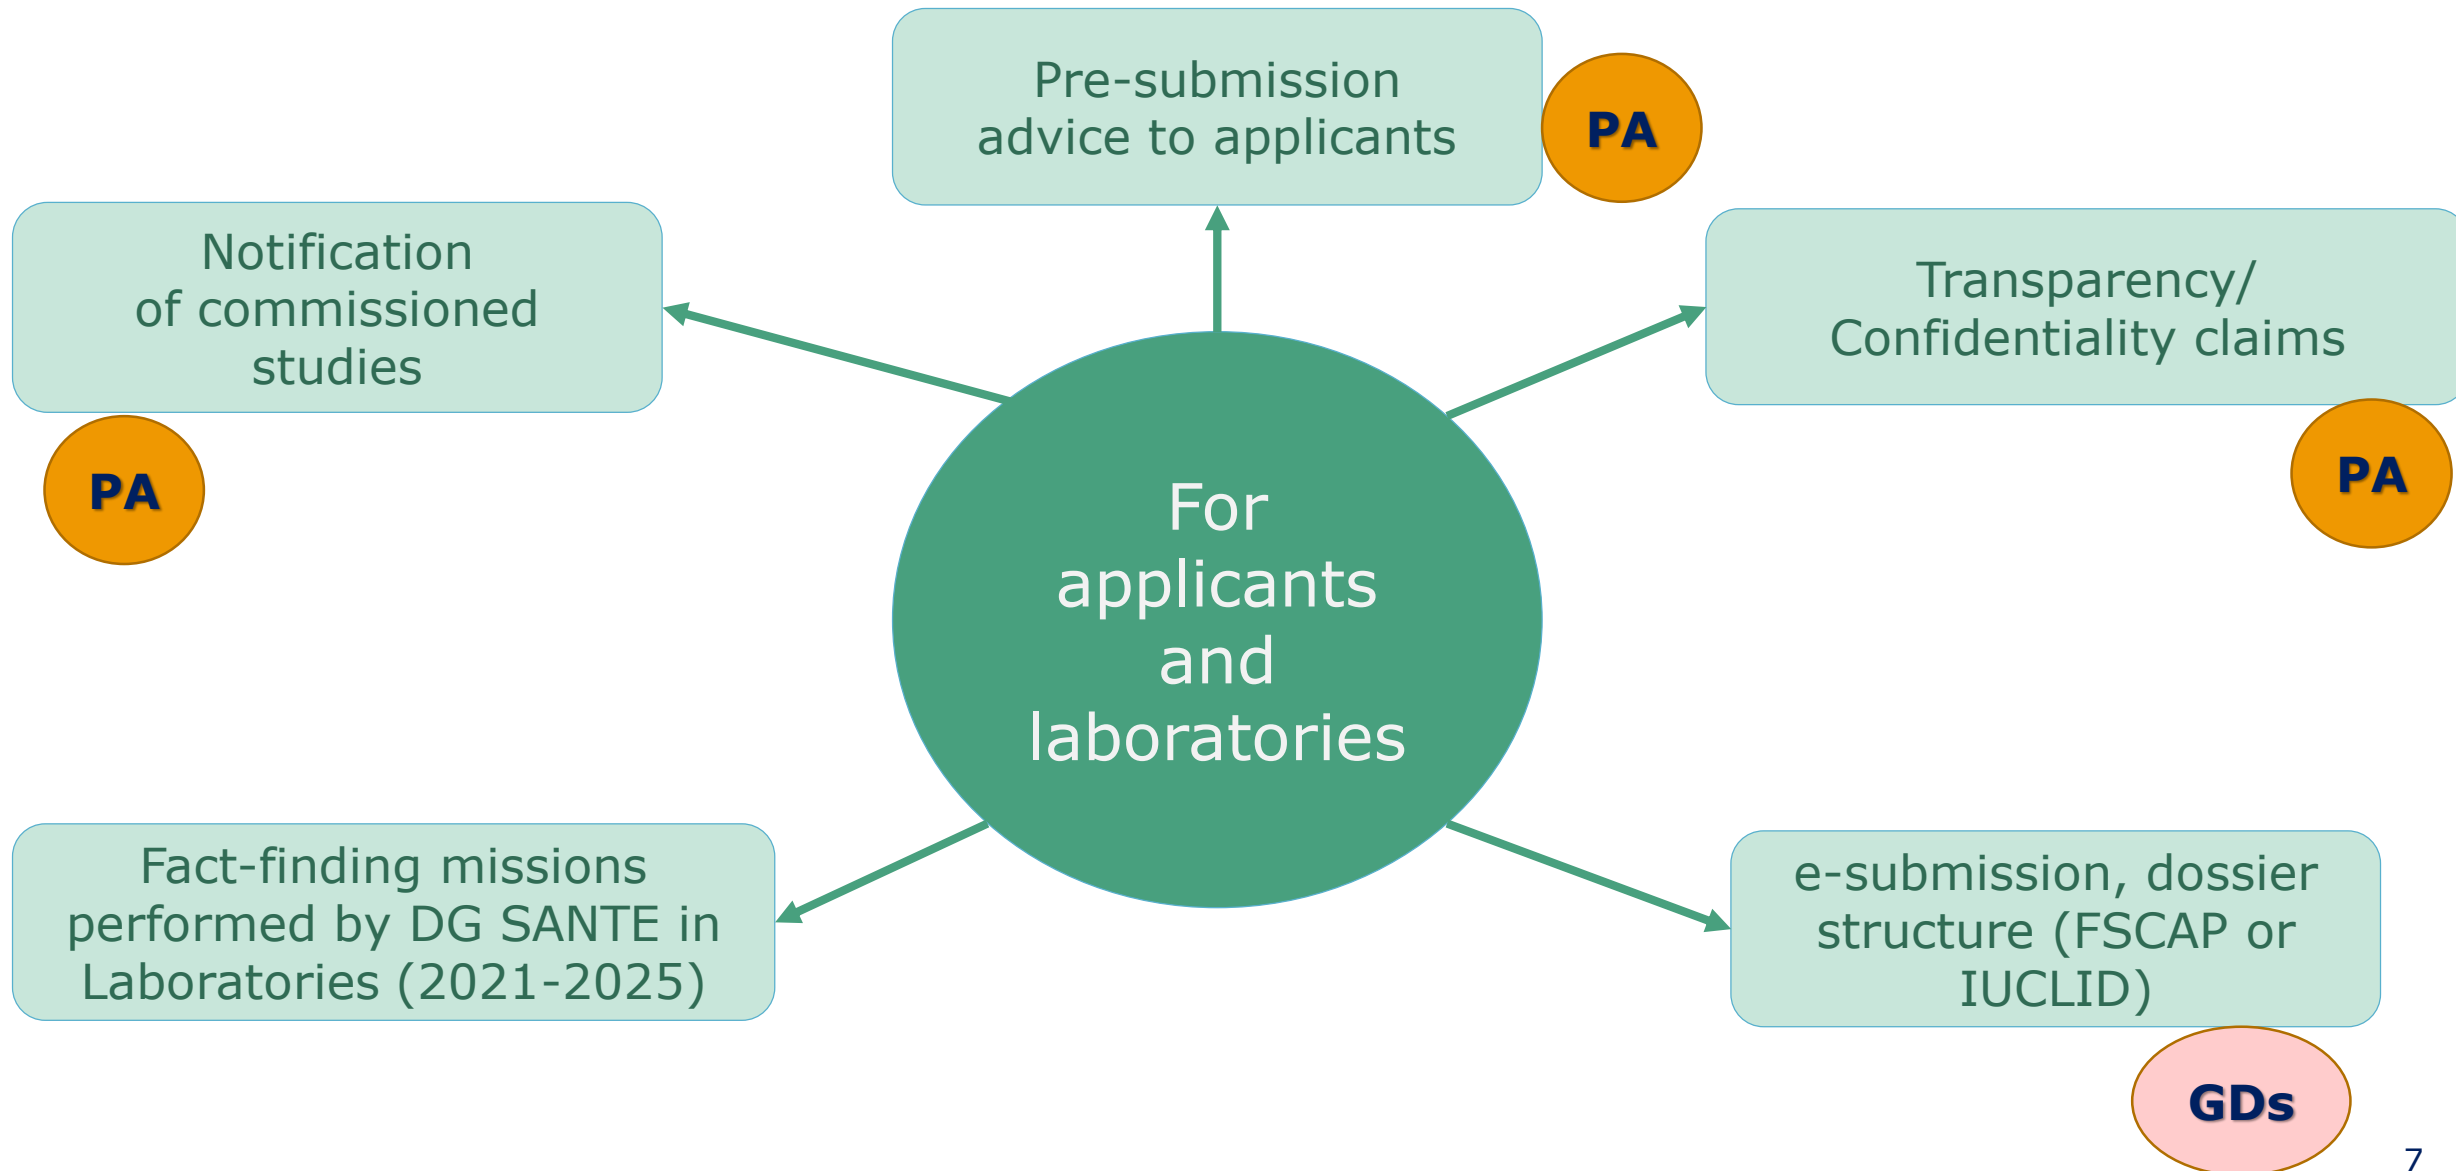 Pre-submission
advice to applicants
PA
Notification
of commissioned
studies
PA
Transparency/
Confidentiality claims
PA
For
applicants
and
laboratories
Fact-finding missions
performed by DG SANTE in
Laboratories (2021-2025)
e-submission, dossier
structure (FSCAP or
IUCLID)
GDs
7